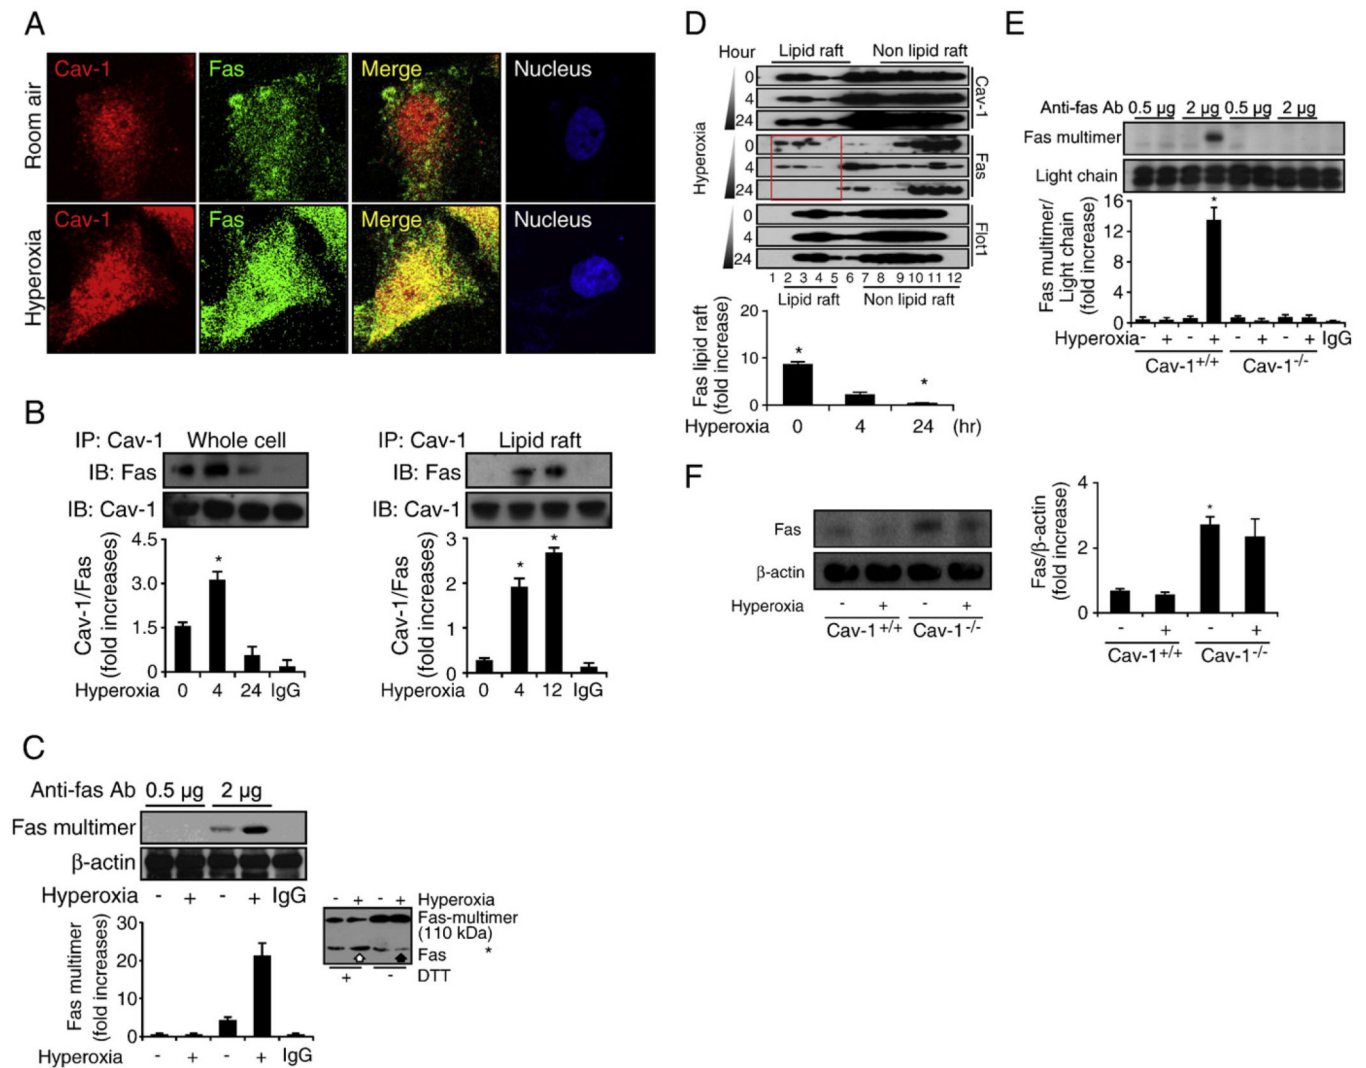 A
Cav-1 Fas Merge Nucleus
Room air
Cav-1 Fas Merge Nucleus
Hyperoxia
B
IP: Cav-1 Whole cell
IB: Fas
IB: Cav-1
Cav-1/Fas
(fold increases)
4.5
3.0
1.5
0
Hyperoxia 0 4 24 IgG
*
IP: Cav-1 Lipid raft
IB: Fas
IB: Cav-1
Cav-1/Fas
(fold increases)
3
2
1
0
* *
Hyperoxia 0 4 12 IgG
C
Anti-fas Ab 0.5 µg 2 µg
Fas multimer
β-actin
Hyperoxia - + - + IgG
Fas multimer
(fold increases)
30
20
10
0
Hyperoxia - + - + IgG
- + - + Hyperoxia
Fas-multimer
(110 kDa)
Fas *
+ - DTT
D
Hour Lipid raft Non lipid raft
0
4
24
Cav-1
Hyperoxia
0
4
24
Fas
0
4
24
Flot1
1 2 3 4 5 6 7 8 9 10 11 12
Lipid raft Non lipid raft
Fas lipid raft
(fold increase)
20
10
0
* *
Hyperoxia 0 4 24 (hr)
E
Anti-fas Ab 0.5 µg 2 µg 0.5 µg 2 µg
Fas multimer
Light chain
Fas multimer/
Light chain
(fold increase)
16
12
8
4
0
*
Hyperoxia - + - + - + - + IgG
Cav-1+/+ Cav-1-/-
F
Fas
β-actin
Hyperoxia - + - +
Cav-1+/+ Cav-1-/-
Fas/β-actin
(fold increase)
4
2
0
*
- + - +
Cav-1+/+ Cav-1-/-